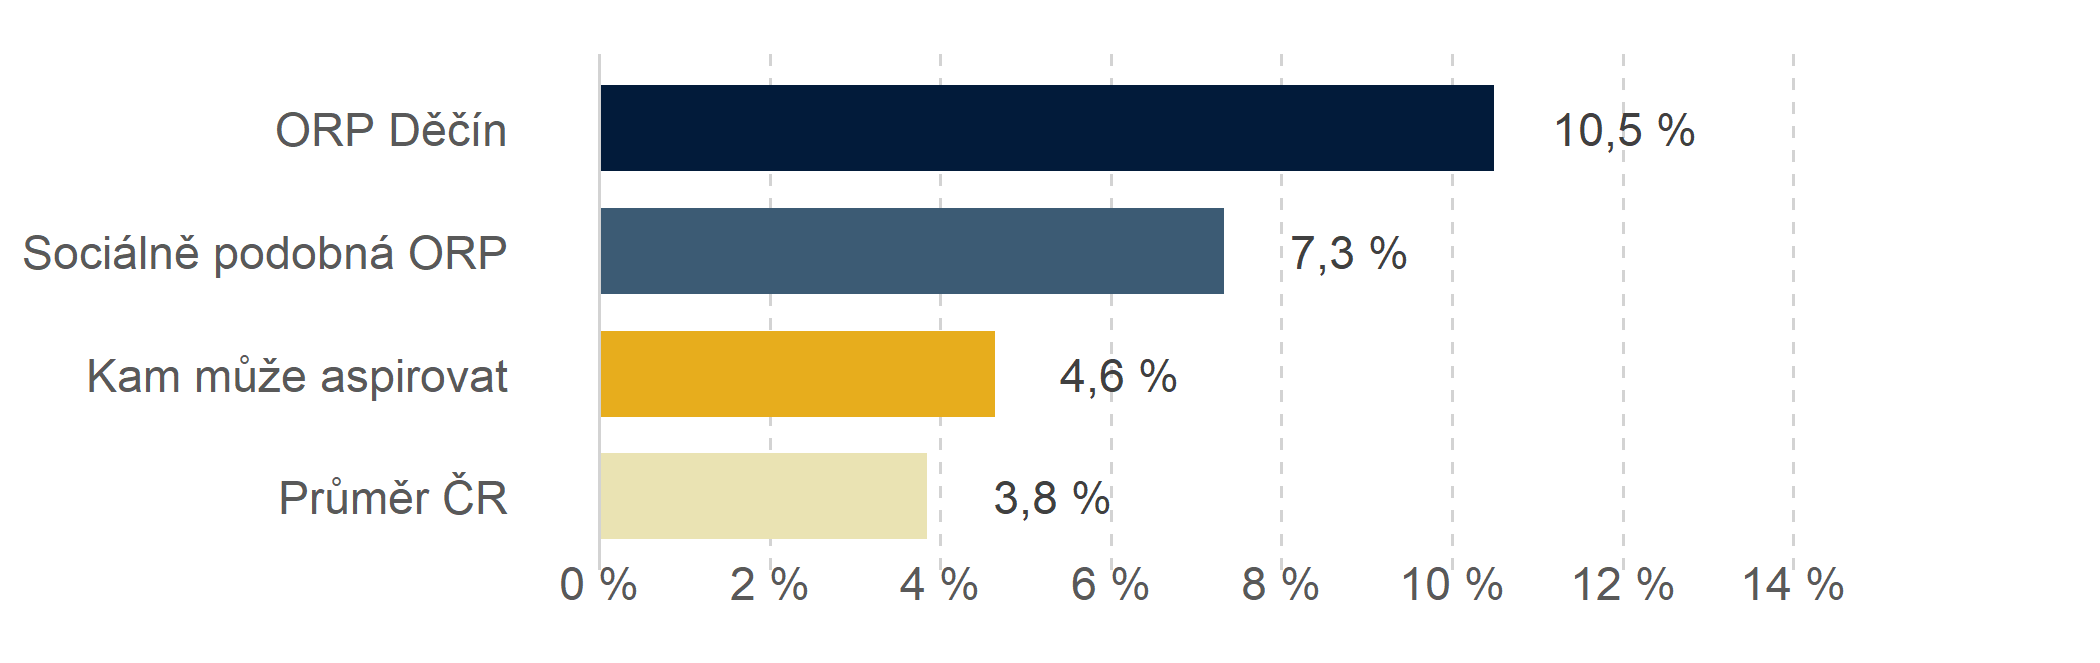 ORP Děčín
10,5 %
Sociálně podobná ORP
7,3 %
Kam může aspirovat
4,6 %
Průměr ČR
3,8 %
0 % 2 % 4 % 6 % 8 % 10 % 12 % 14 %